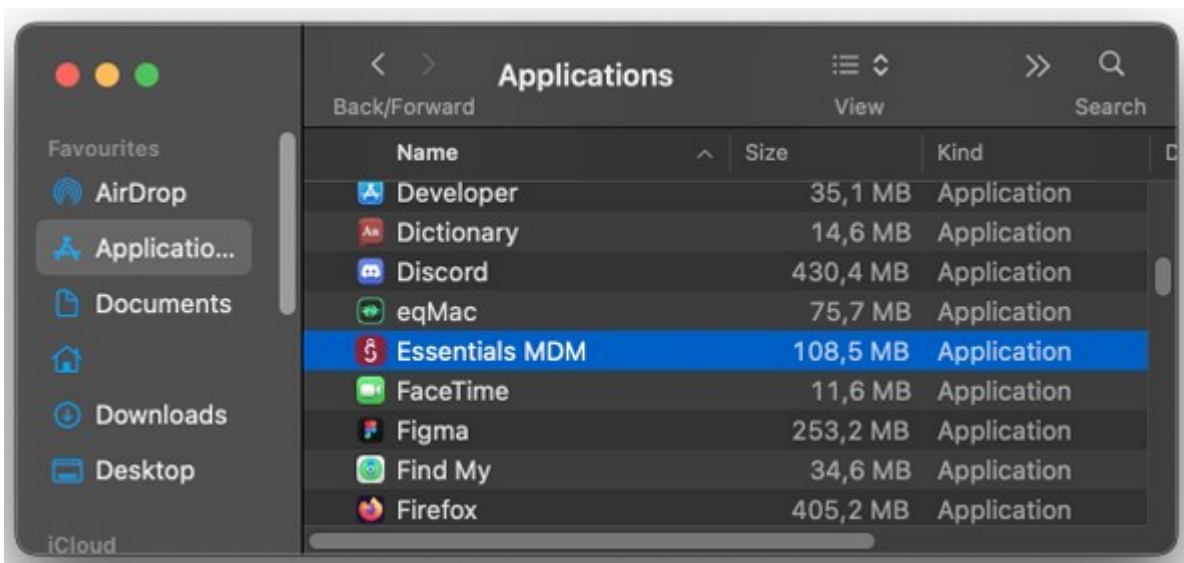 Applications
Back/Forward
View
Search
Favourites
AirDrop
Applicatio...
Documents
Downloads
Desktop
iCloud
Name Size Kind D
Developer 35,1 MB Application
Dictionary 14,6 MB Application
Discord 430,4 MB Application
eqMac 75,7 MB Application
Essentials MDM 108,5 MB Application
FaceTime 11,6 MB Application
Figma 253,2 MB Application
Find My 34,6 MB Application
Firefox 405,2 MB Application